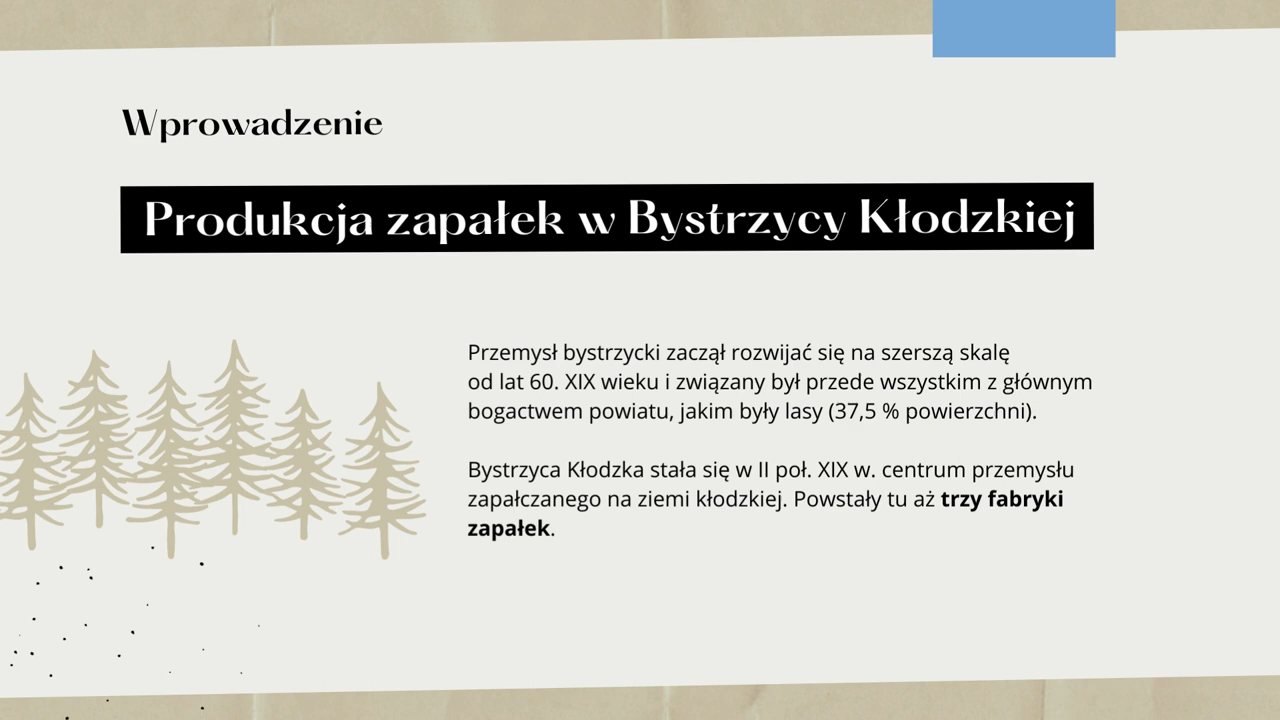 Wprowadzenie
Produkcja zapałek w Bystrzycy Kłodzkiej
Przemysł bystrzycki zaczął rozwijać się na szerszą skalę
od lat 60. XIX wieku i związany był przede wszystkim z głównym
bogactwem powiatu, jakim były lasy (37,5 % powierzchni).
Bystrzyca Kłodzka stała się w II poł. XIX w. centrum przemysłu
zapałczanego na ziemi kłodzkiej. Powstały tu aż trzy fabryki
zapałek.